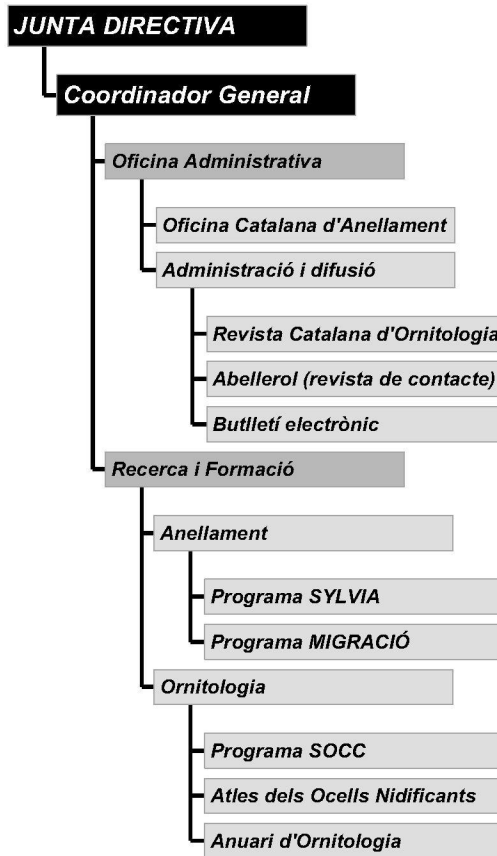 JUNTA DIRECTIVA
Coordinador General
Oficina Administrativa
Oficina Catalana d'Anellament
Administració i difusió
Revista Catalana d'Ornitologia
Abellerol (revista de contacte)
Butlletí electrònic
Recerca i Formació
Anellament
Programa SYLVIA
Programa MIGRACIÓ
Ornitologia
Programa SOCC
Atles dels Ocells Nidificants
Anuari d'Ornitologia